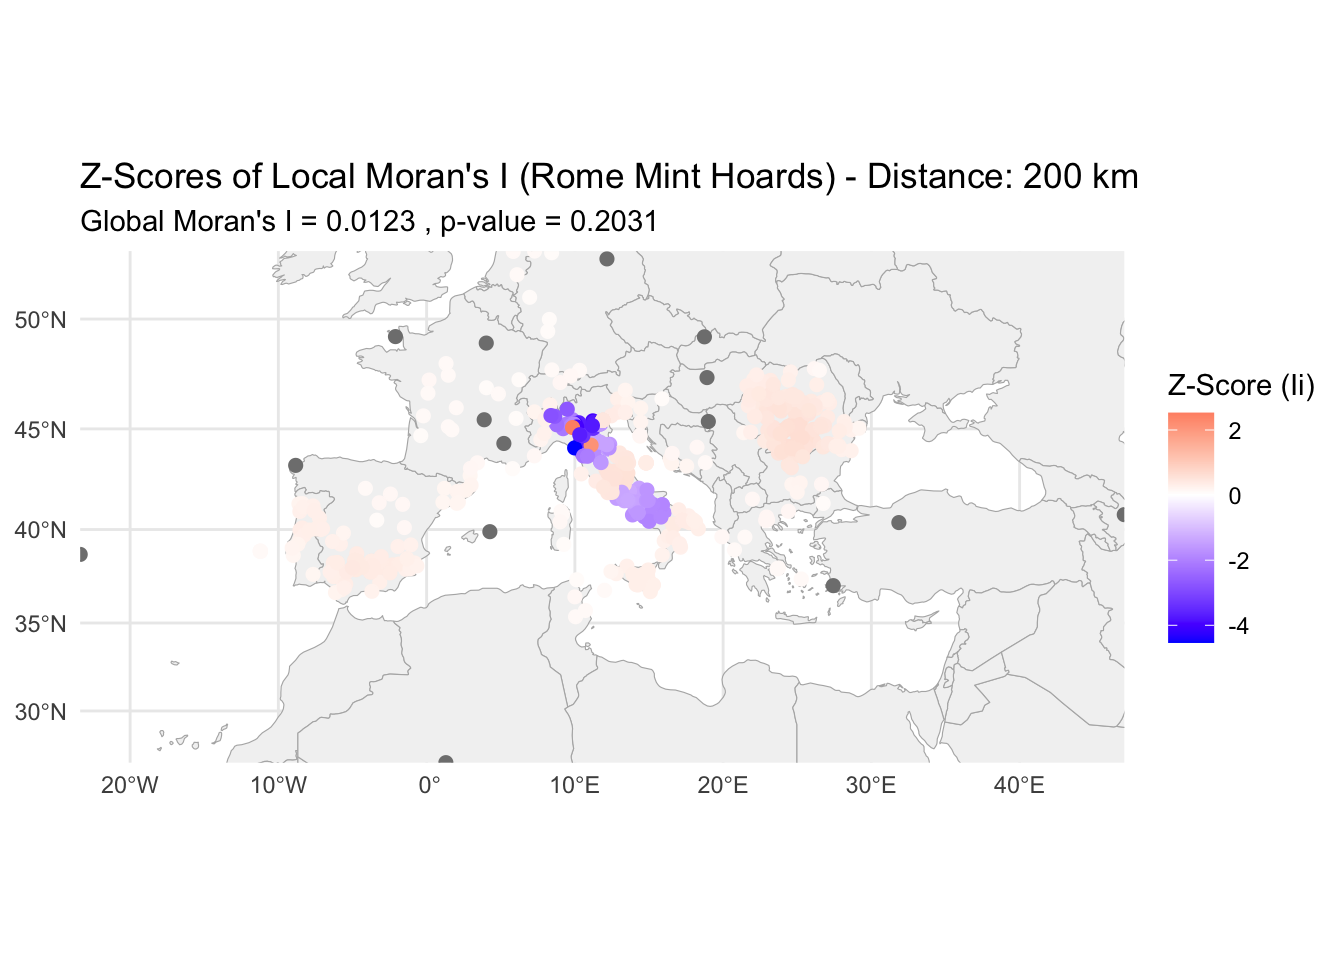 Z-Scores of Local Moran's I (Rome Mint Hoards) - Distance: 200 km
Global Moran's I = 0.0123 , p-value = 0.2031
50°N
45°N
40°N
35°N
30°N
20°W
10°W
0°
10°E
20°E
30°E
40°E
Z-Score (Ii)
2
0
-2
-4